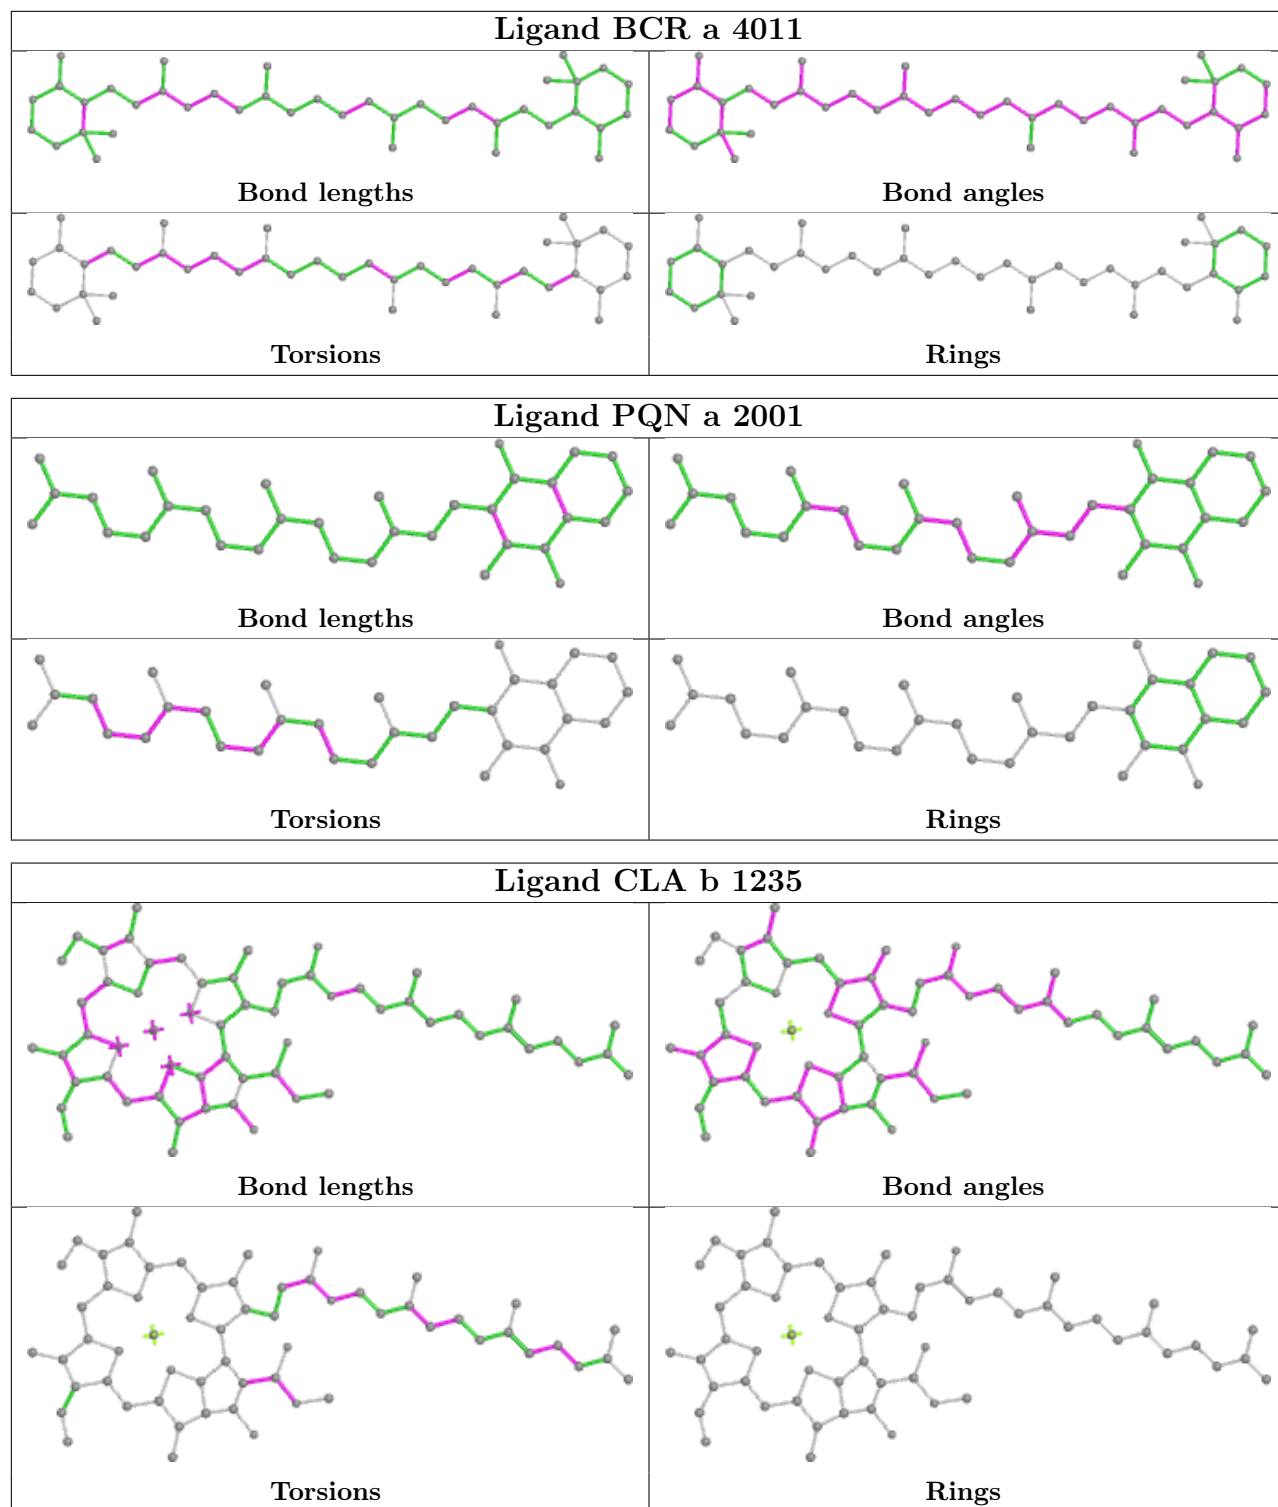 Ligand BCR a 4011
Bond lengths
Bond angles
Torsions
Rings
Ligand PQN a 2001
Bond lengths
Bond angles
Torsions
Rings
Ligand CLA b 1235
Bond lengths
Bond angles
Torsions
Rings